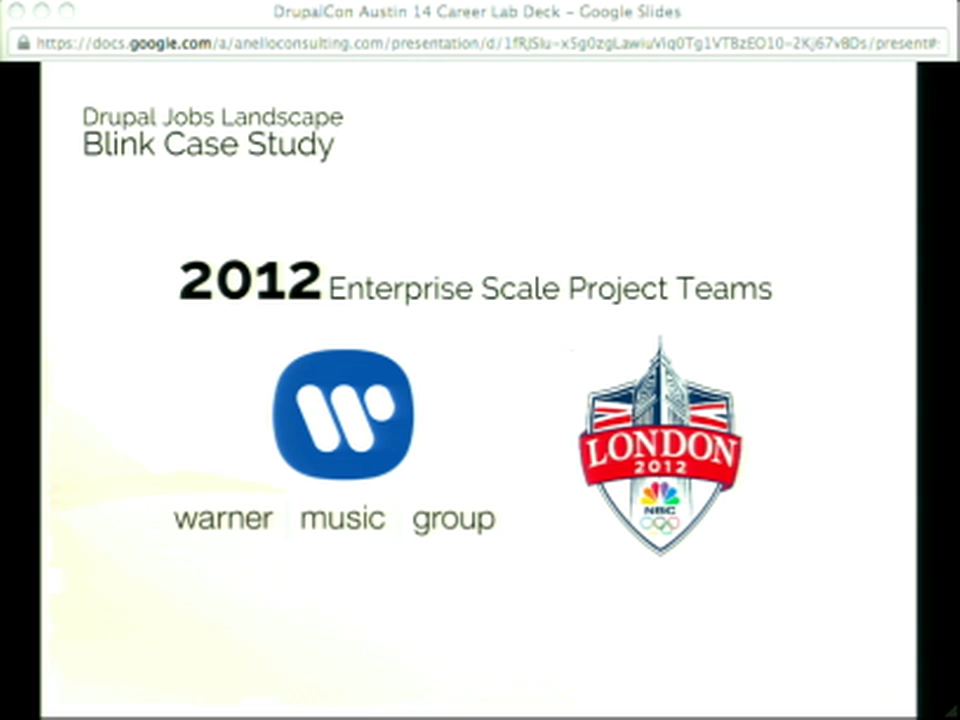 DrupalCon Austin 14 Career Lab Deck – Google Slides
Drupal Jobs Landscape
Blink Case Study
2012 Enterprise Scale Project Teams
warner music group
LONDON
2012
NBC